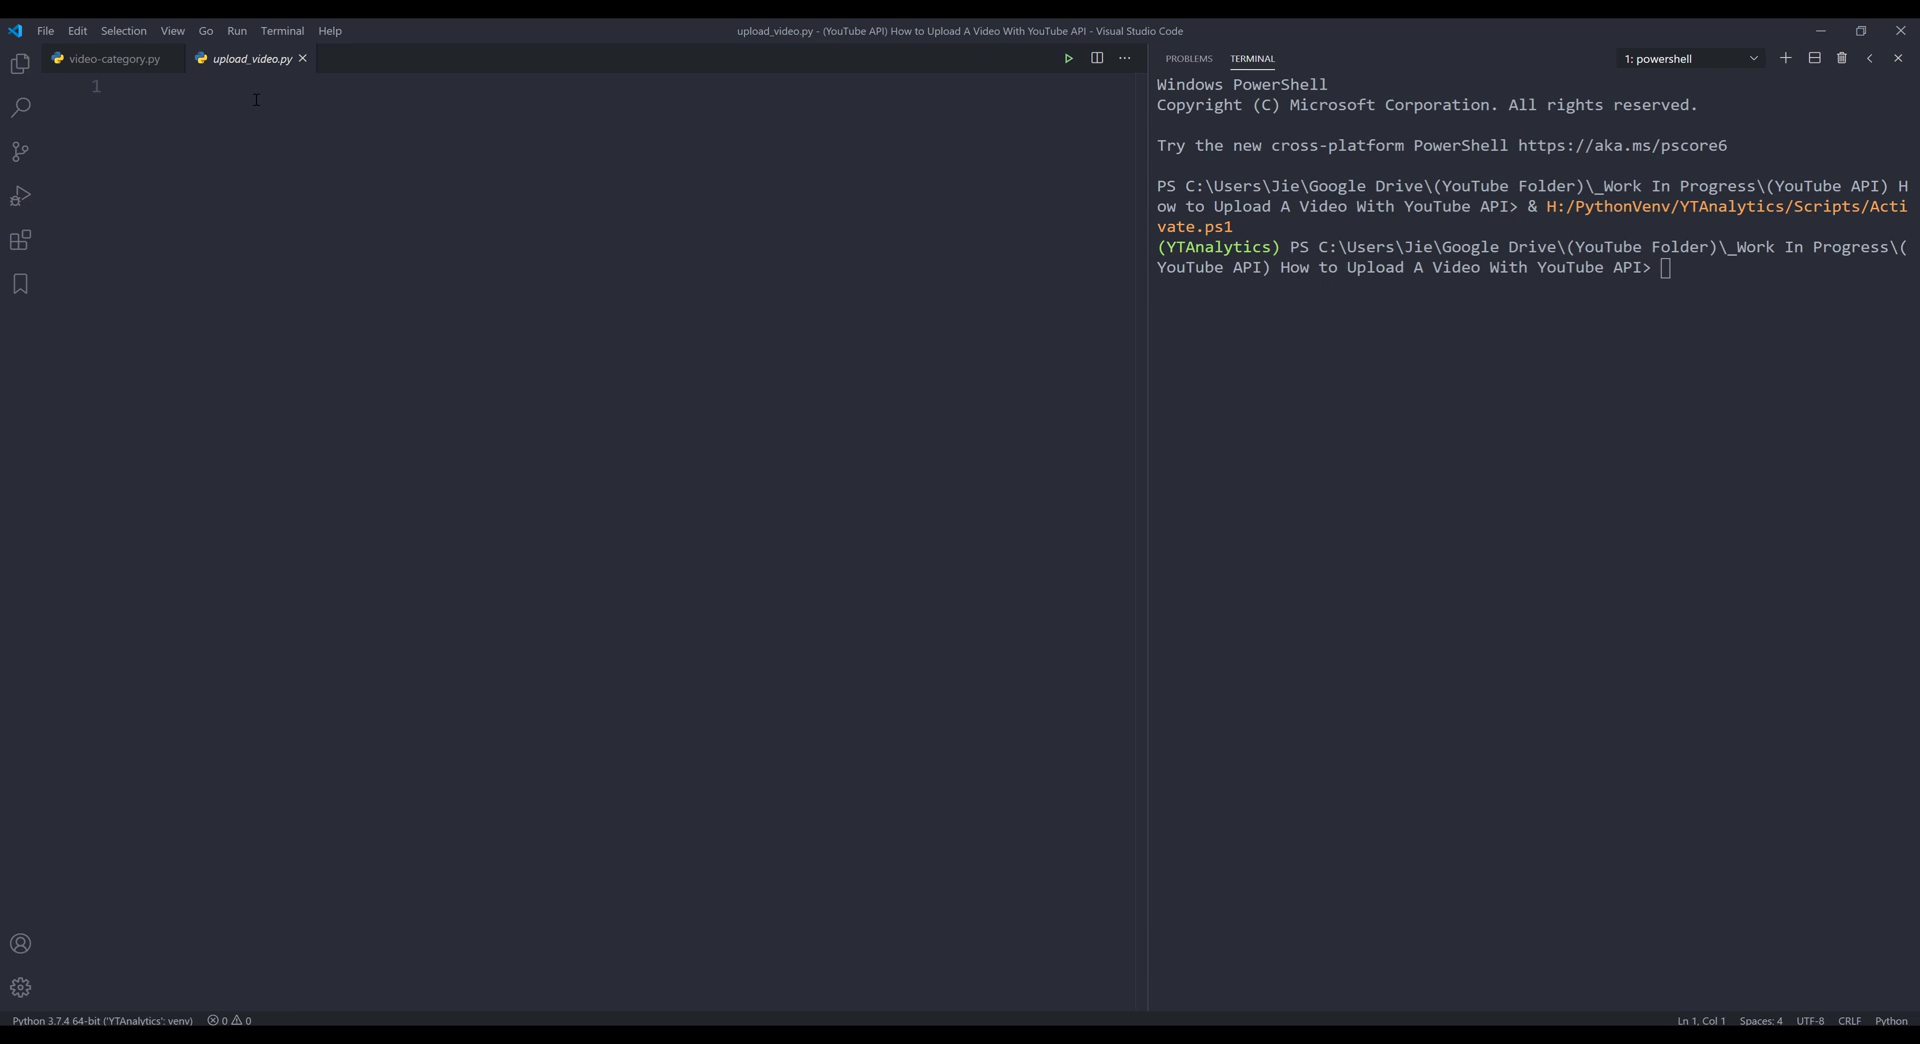 File Edit Selection View Go Run Terminal Help
upload_video.py - (YouTube API) How to Upload A Video With YouTube API - Visual Studio Code
video-category.py
upload_video.py
1
PROBLEMS TERMINAL
1: powershell
Windows PowerShell
Copyright (C) Microsoft Corporation. All rights reserved.
Try the new cross-platform PowerShell https://aka.ms/pscore6
PS C:\Users\Jie\Google Drive\(YouTube Folder)\_Work In Progress\(YouTube API) H
ow to Upload A Video With YouTube API> & H:/PythonVenv/YTAnalytics/Scripts/Acti
vate.ps1
(YTAnalytics) PS C:\Users\Jie\Google Drive\(YouTube Folder)\_Work In Progress\(
YouTube API) How to Upload A Video With YouTube API>
Python 3.7.4 64-bit ('YTAnalytics': venv) 0 0
Ln 1, Col 1 Spaces: 4 UTF-8 CRLF Python